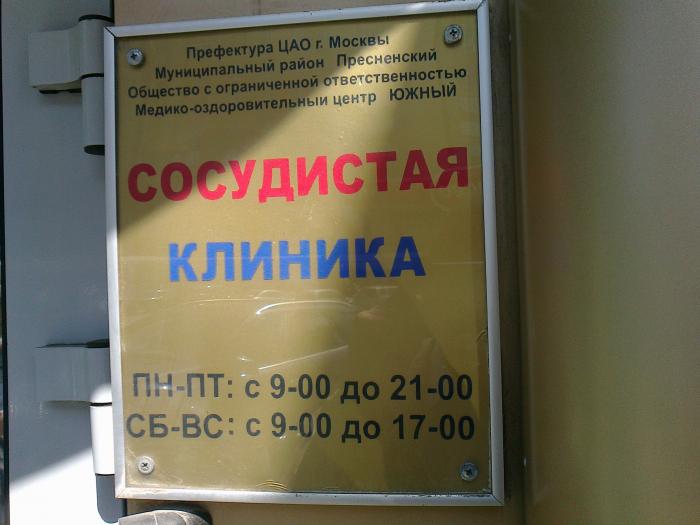 Префектура ЦАО г. Москвы
Муниципальный район Пресненский
Общество с ограниченной ответственностью
Медико-оздоровительный центр ЮЖНЫЙ
СОСУДИСТАЯ
КЛИНИКА
ПН-ПТ: с 9-00 до 21-00
СБ-ВС: с 9-00 до 17-00